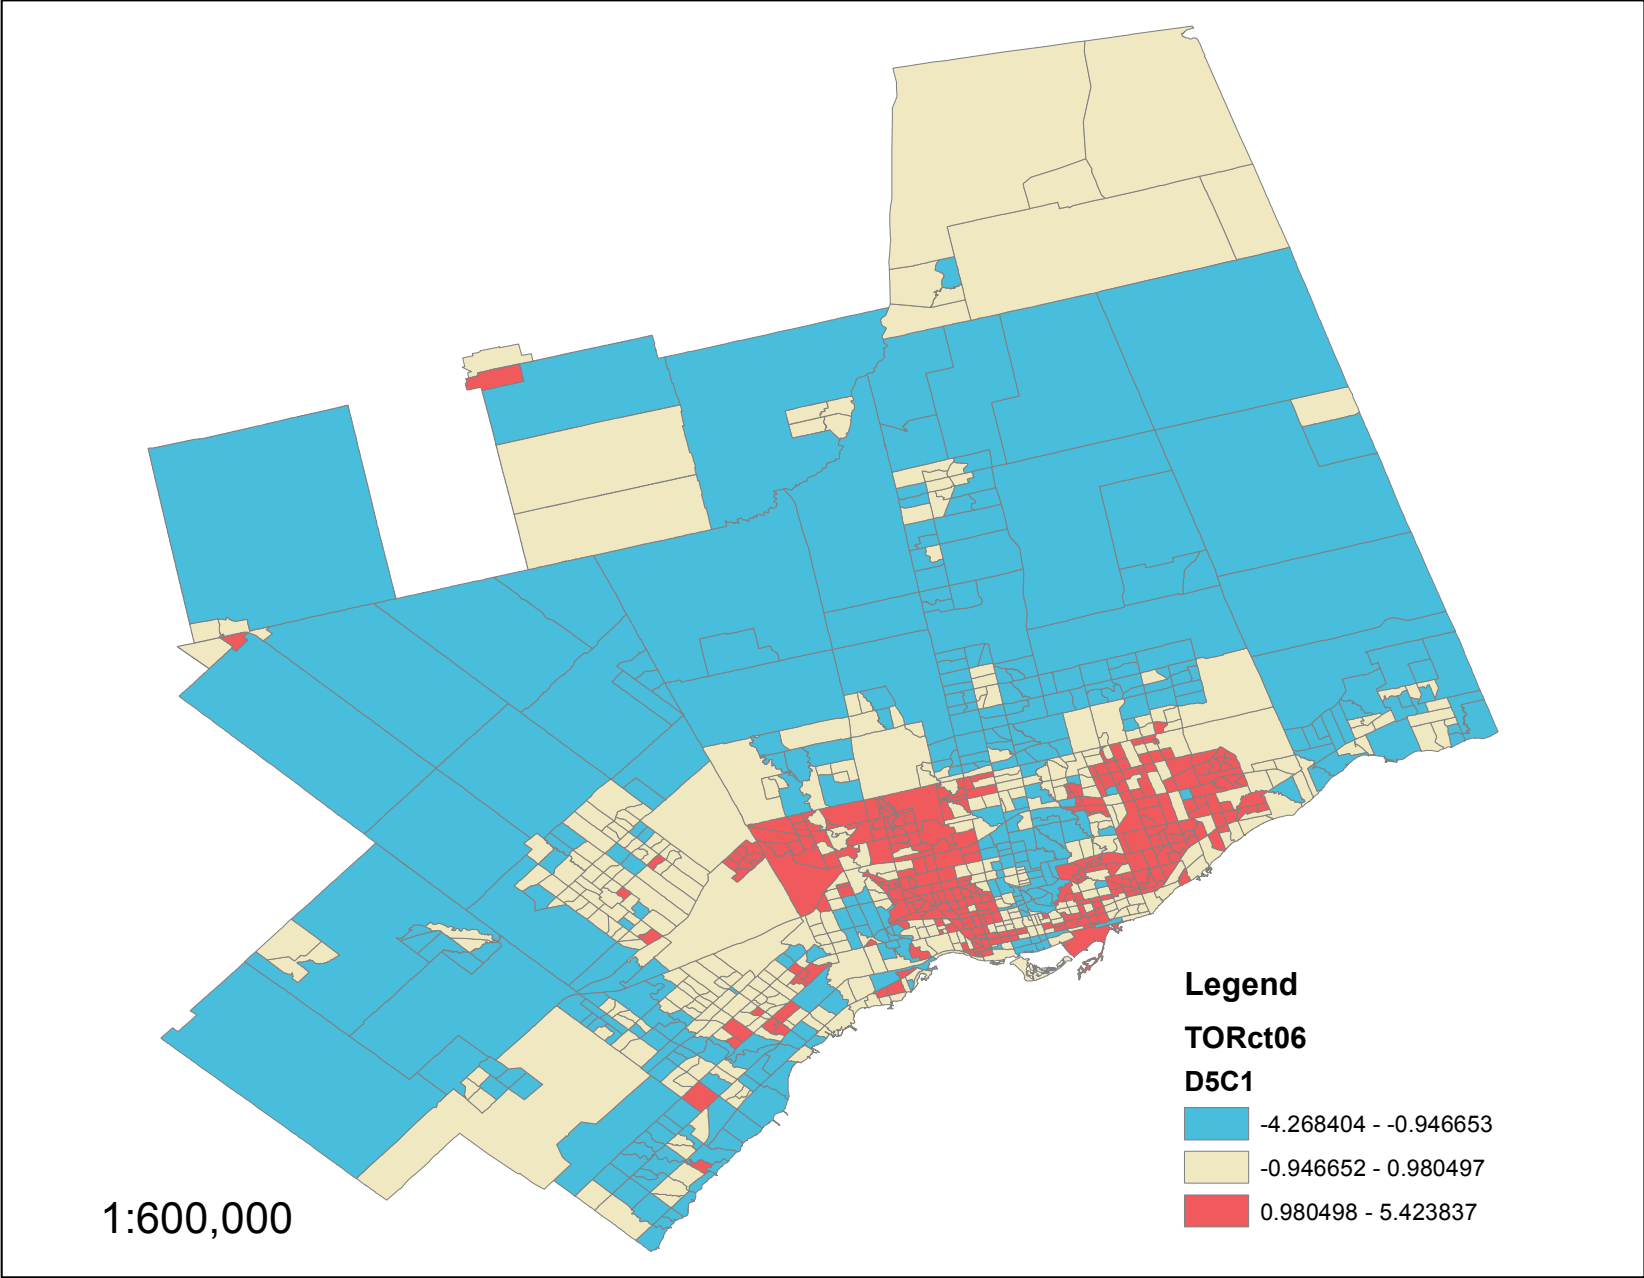 Legend
TORct06
D5C1
-4.268404 - -0.946653
-0.946652 - 0.980497
0.980498 - 5.423837
1:600,000